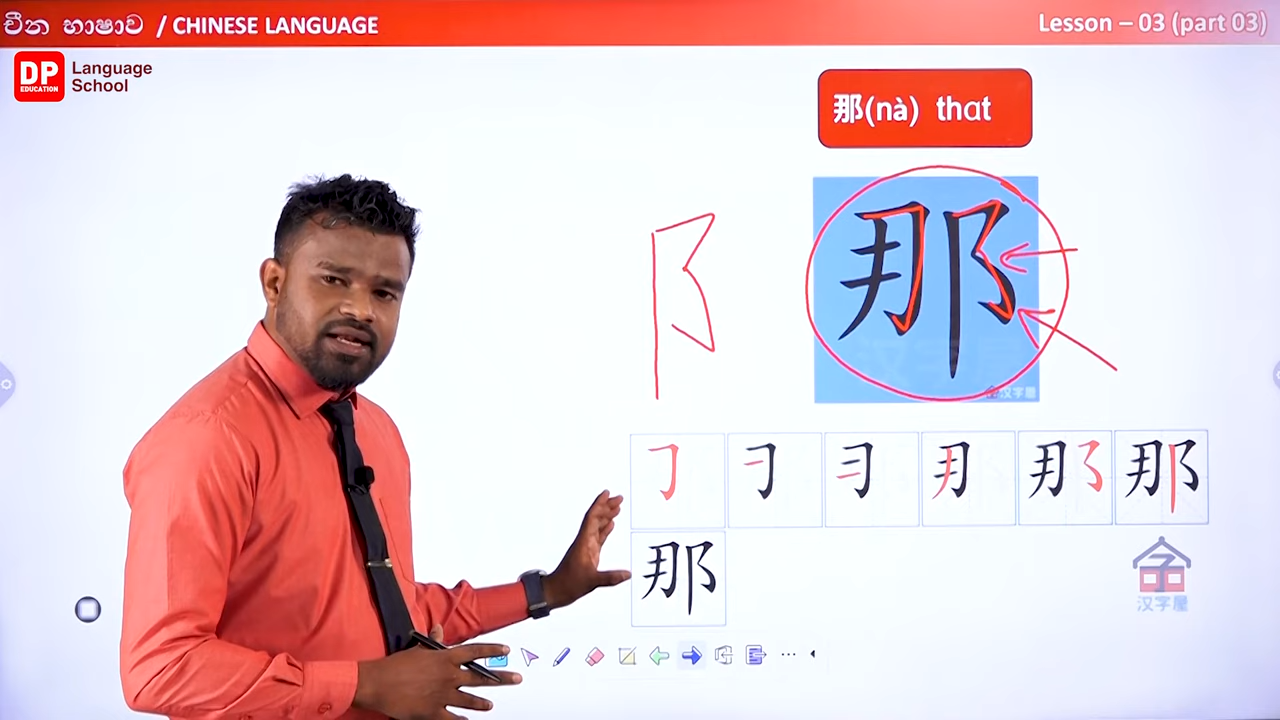 චීන භාෂාව / CHINESE LANGUAGE
Lesson – 03 (part 03)
DP
EDUCATION
Language
School
那(nà) that
那
汉字屋
阝
那
汉字屋